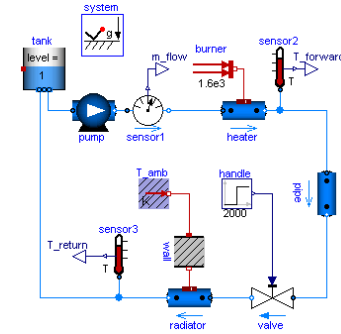 system
g
tank
level =
1
m_flow
burner
sensor2
T_forward
T
1.6e3
pump
sensor1
heater
pipe
T_amb
K
handle
2000
sensor3
T_return
T
wall
radiator
valve